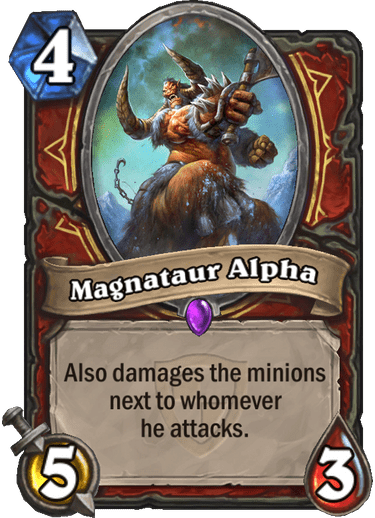 4
Magnataur Alpha
Also damages the minions
next to whomever
he attacks.
5
3